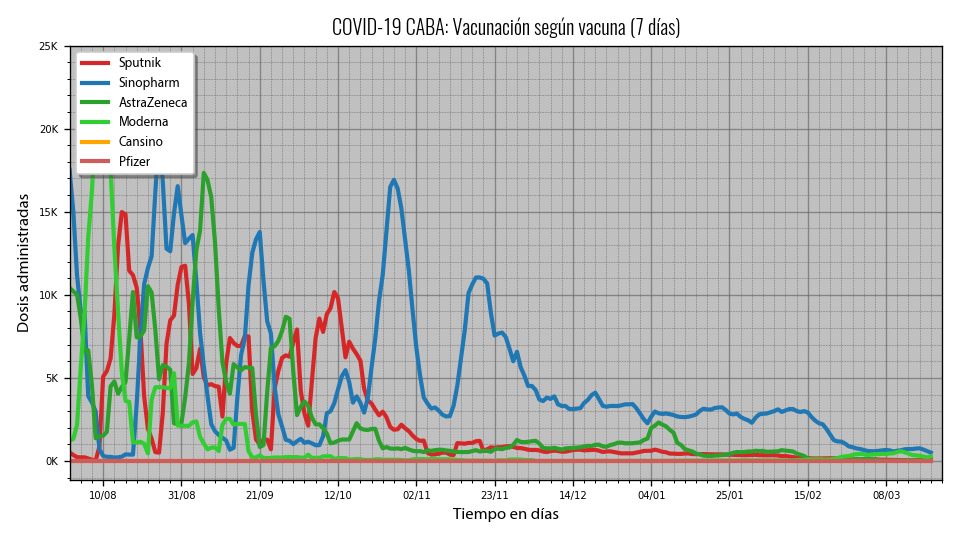 COVID-19 CABA: Vacunación según vacuna (7 días)
25K
20K
15K
10K
5K
0K
Dosis administradas
Sputnik
Sinopharm
AstraZeneca
Moderna
Cansino
Pfizer
10/08 31/08 21/09 12/10 02/11 23/11 14/12 04/01 25/01 15/02 08/03
Tiempo en días